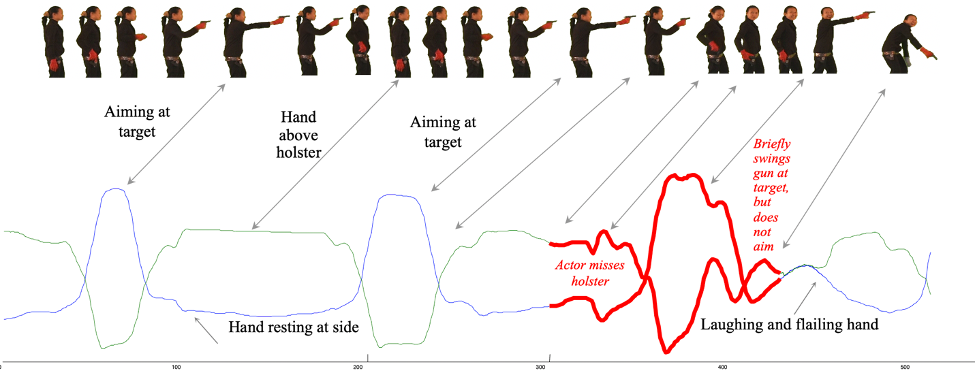 Aiming at
target
Hand
above
holster
Aiming at
target
Briefly
swings
gun at
target,
but
does
not
aim
Actor misses
holster
Hand resting at side
Laughing and flailing hand
0
100
200
300
400
500